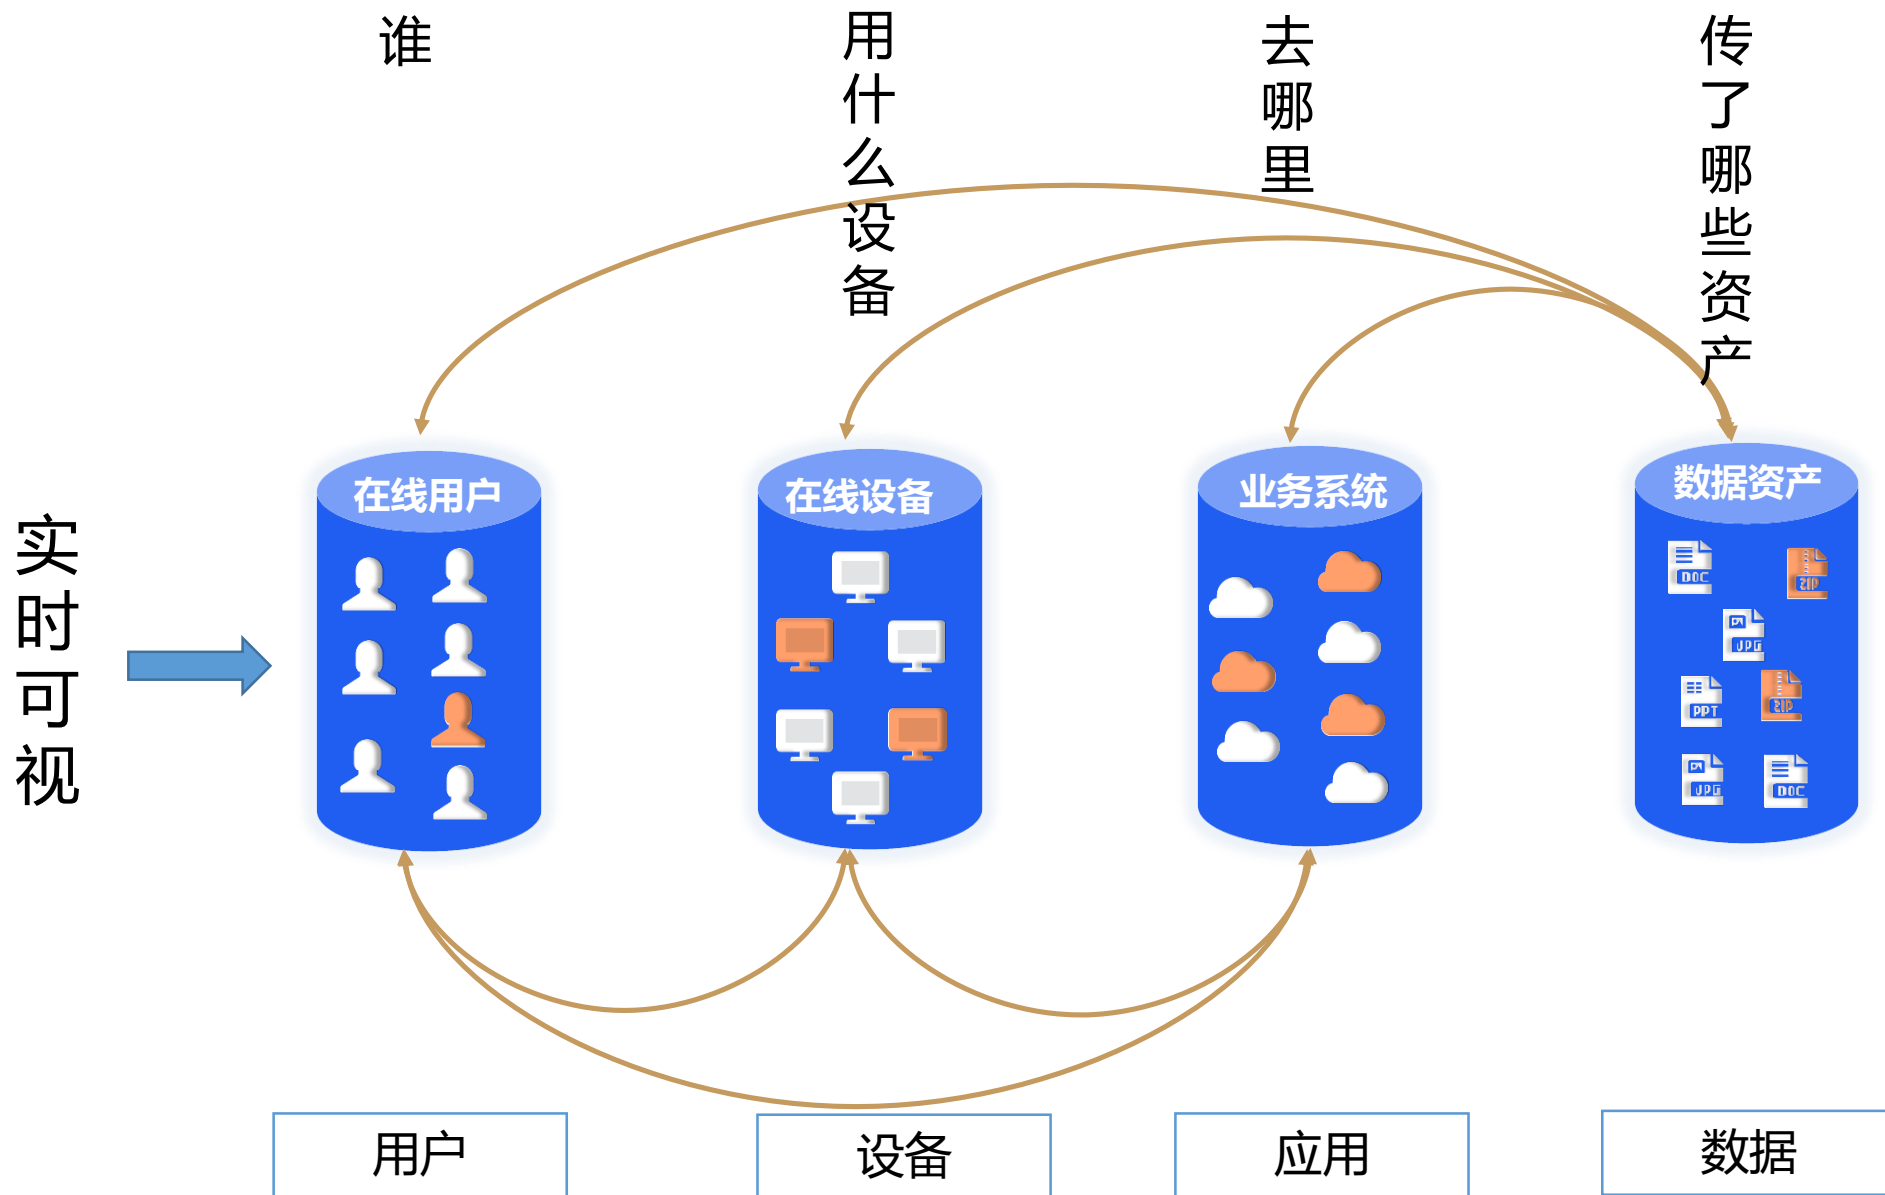 谁
用什么设备
去哪里
传了哪些资产
实时可视
在线用户
在线设备
业务系统
数据资产
DOC
ZIP
JPG
PPT
ZIP
JPG
DOC
用户
设备
应用
数据